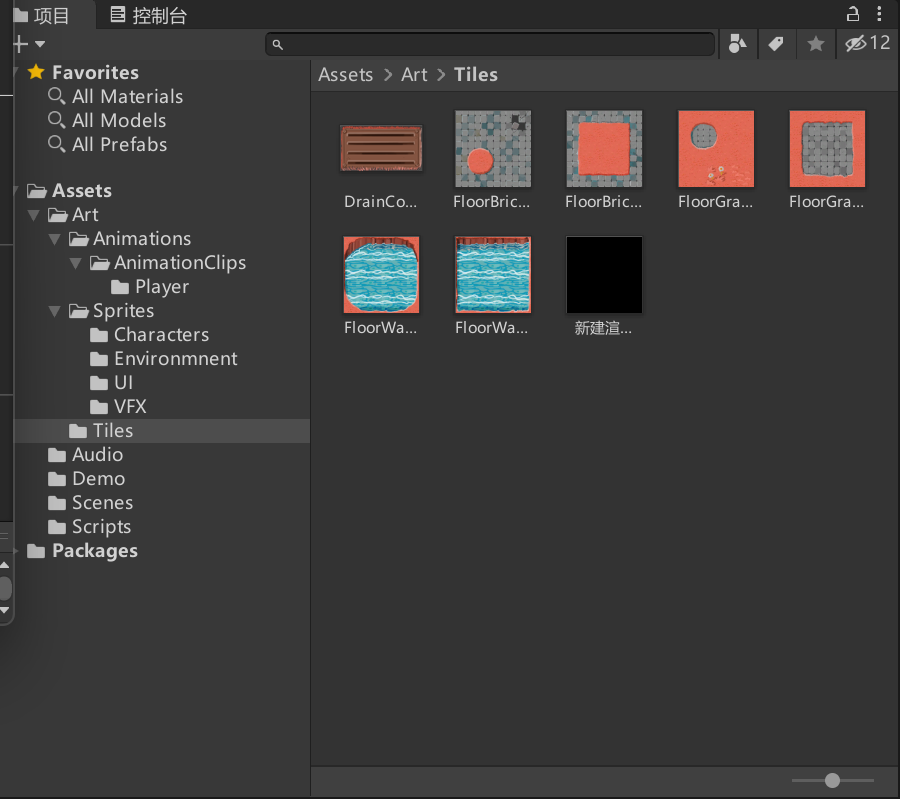 项目
控制台
12
Favorites
All Materials
All Models
All Prefabs
Assets
Art
Animations
AnimationClips
Player
Sprites
Characters
Environmnent
UI
VFX
Tiles
Audio
Demo
Scenes
Scripts
Packages
Assets > Art > Tiles
DrainCo...
FloorBric...
FloorBric...
FloorGra...
FloorGra...
FloorWa...
FloorWa...
新建渲...